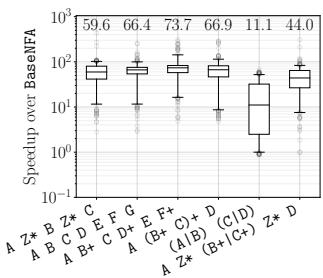 10³
59.6 66.4 73.7 66.9 11.1 44.0
10²
10¹
10⁰
10⁻¹
Speedup over BaseNFA
A Z* B Z* C
A B C D E F G
A B+ C D+ E F+
A (B+ C)+ D
(A|B) (C|D)
A Z* (B+|C+) Z* D